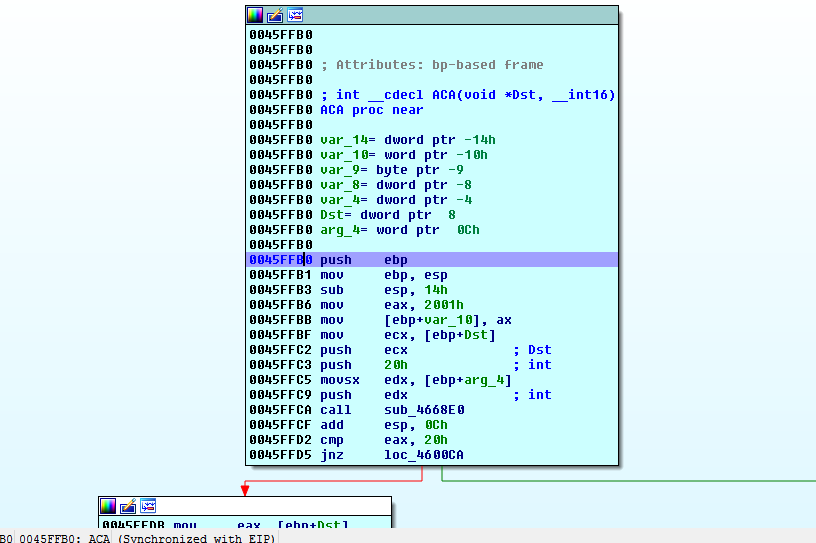 0045FFB0
0045FFB0
0045FFB0 ; Attributes: bp-based frame
0045FFB0
0045FFB0 ; int __cdecl ACA(void *Dst, __int16)
0045FFB0 ACA proc near
0045FFB0
0045FFB0 var_14= dword ptr -14h
0045FFB0 var_10= word ptr -10h
0045FFB0 var_9= byte ptr -9
0045FFB0 var_8= dword ptr -8
0045FFB0 var_4= dword ptr -4
0045FFB0 Dst= dword ptr  8
0045FFB0 arg_4= word ptr  0Ch
0045FFB0
0045FFB0 push    ebp
0045FFB1 mov     ebp, esp
0045FFB3 sub     esp, 14h
0045FFB6 mov     eax, 2001h
0045FFBB mov     [ebp+var_10], ax
0045FFBF mov     ecx, [ebp+Dst]
0045FFC2 push    ecx             ; Dst
0045FFC3 push    20h             ; int
0045FFC5 movsx   edx, [ebp+arg_4]
0045FFC9 push    edx             ; int
0045FFCA call    sub_4668E0
0045FFCF add     esp, 0Ch
0045FFD2 cmp     eax, 20h
0045FFD5 jnz     loc_4600CA
0045FFDB mov     eax, [ebp+Dst]
B0 0045FFB0: ACA (Synchronized with EIP)